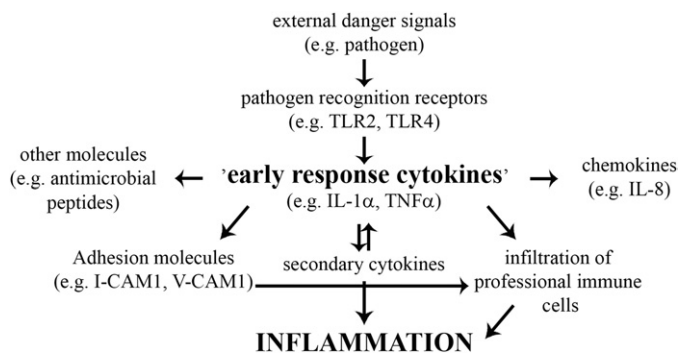 external danger signals
(e.g. pathogen)
pathogen recognition receptors
(e.g. TLR2, TLR4)
other molecules
(e.g. antimicrobial
peptides)
'early response cytokines'
(e.g. IL-1α, TNFα)
chemokines
(e.g. IL-8)
Adhesion molecules
(e.g. I-CAM1, V-CAM1)
secondary cytokines
infiltration of
professional immune
cells
INFLAMMATION